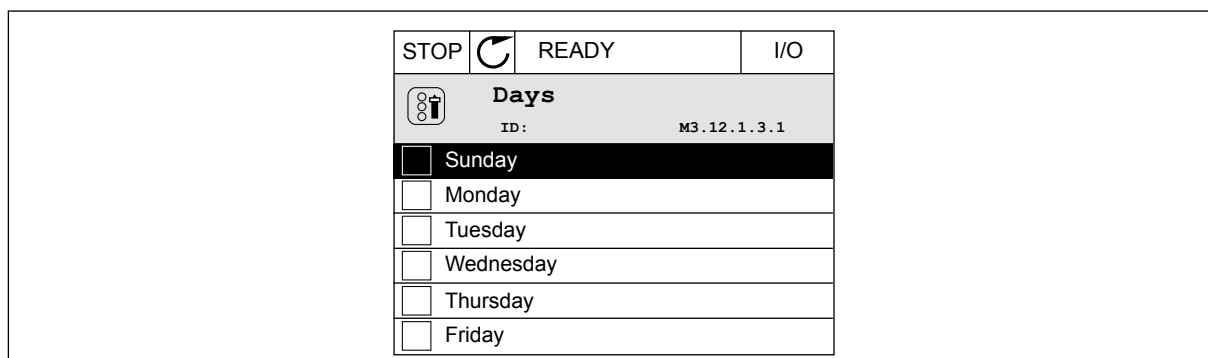 STOP READY I/O
Days
ID: M3.12.1.3.1
Sunday
Monday
Tuesday
Wednesday
Thursday
Friday